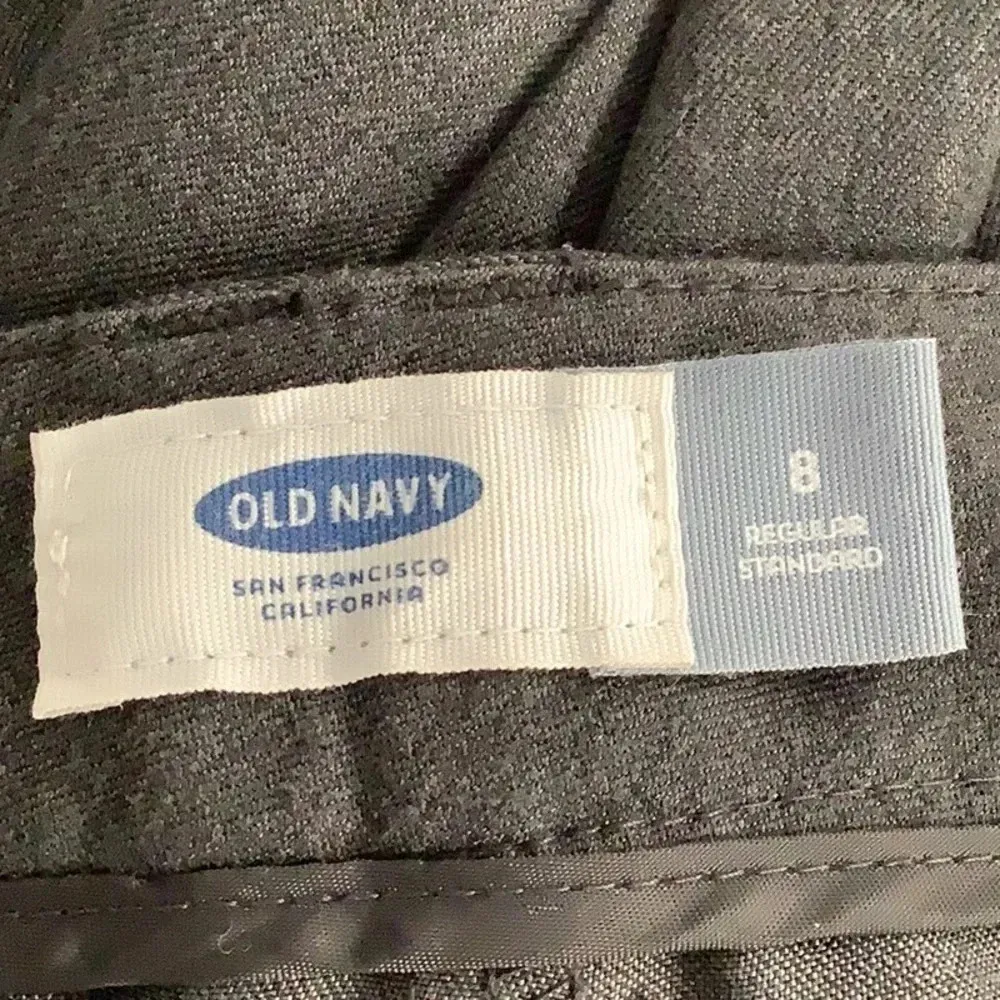 OLD NAVY
SAN FRANCISCO
CALIFORNIA
8
REGULAR
STANDARD